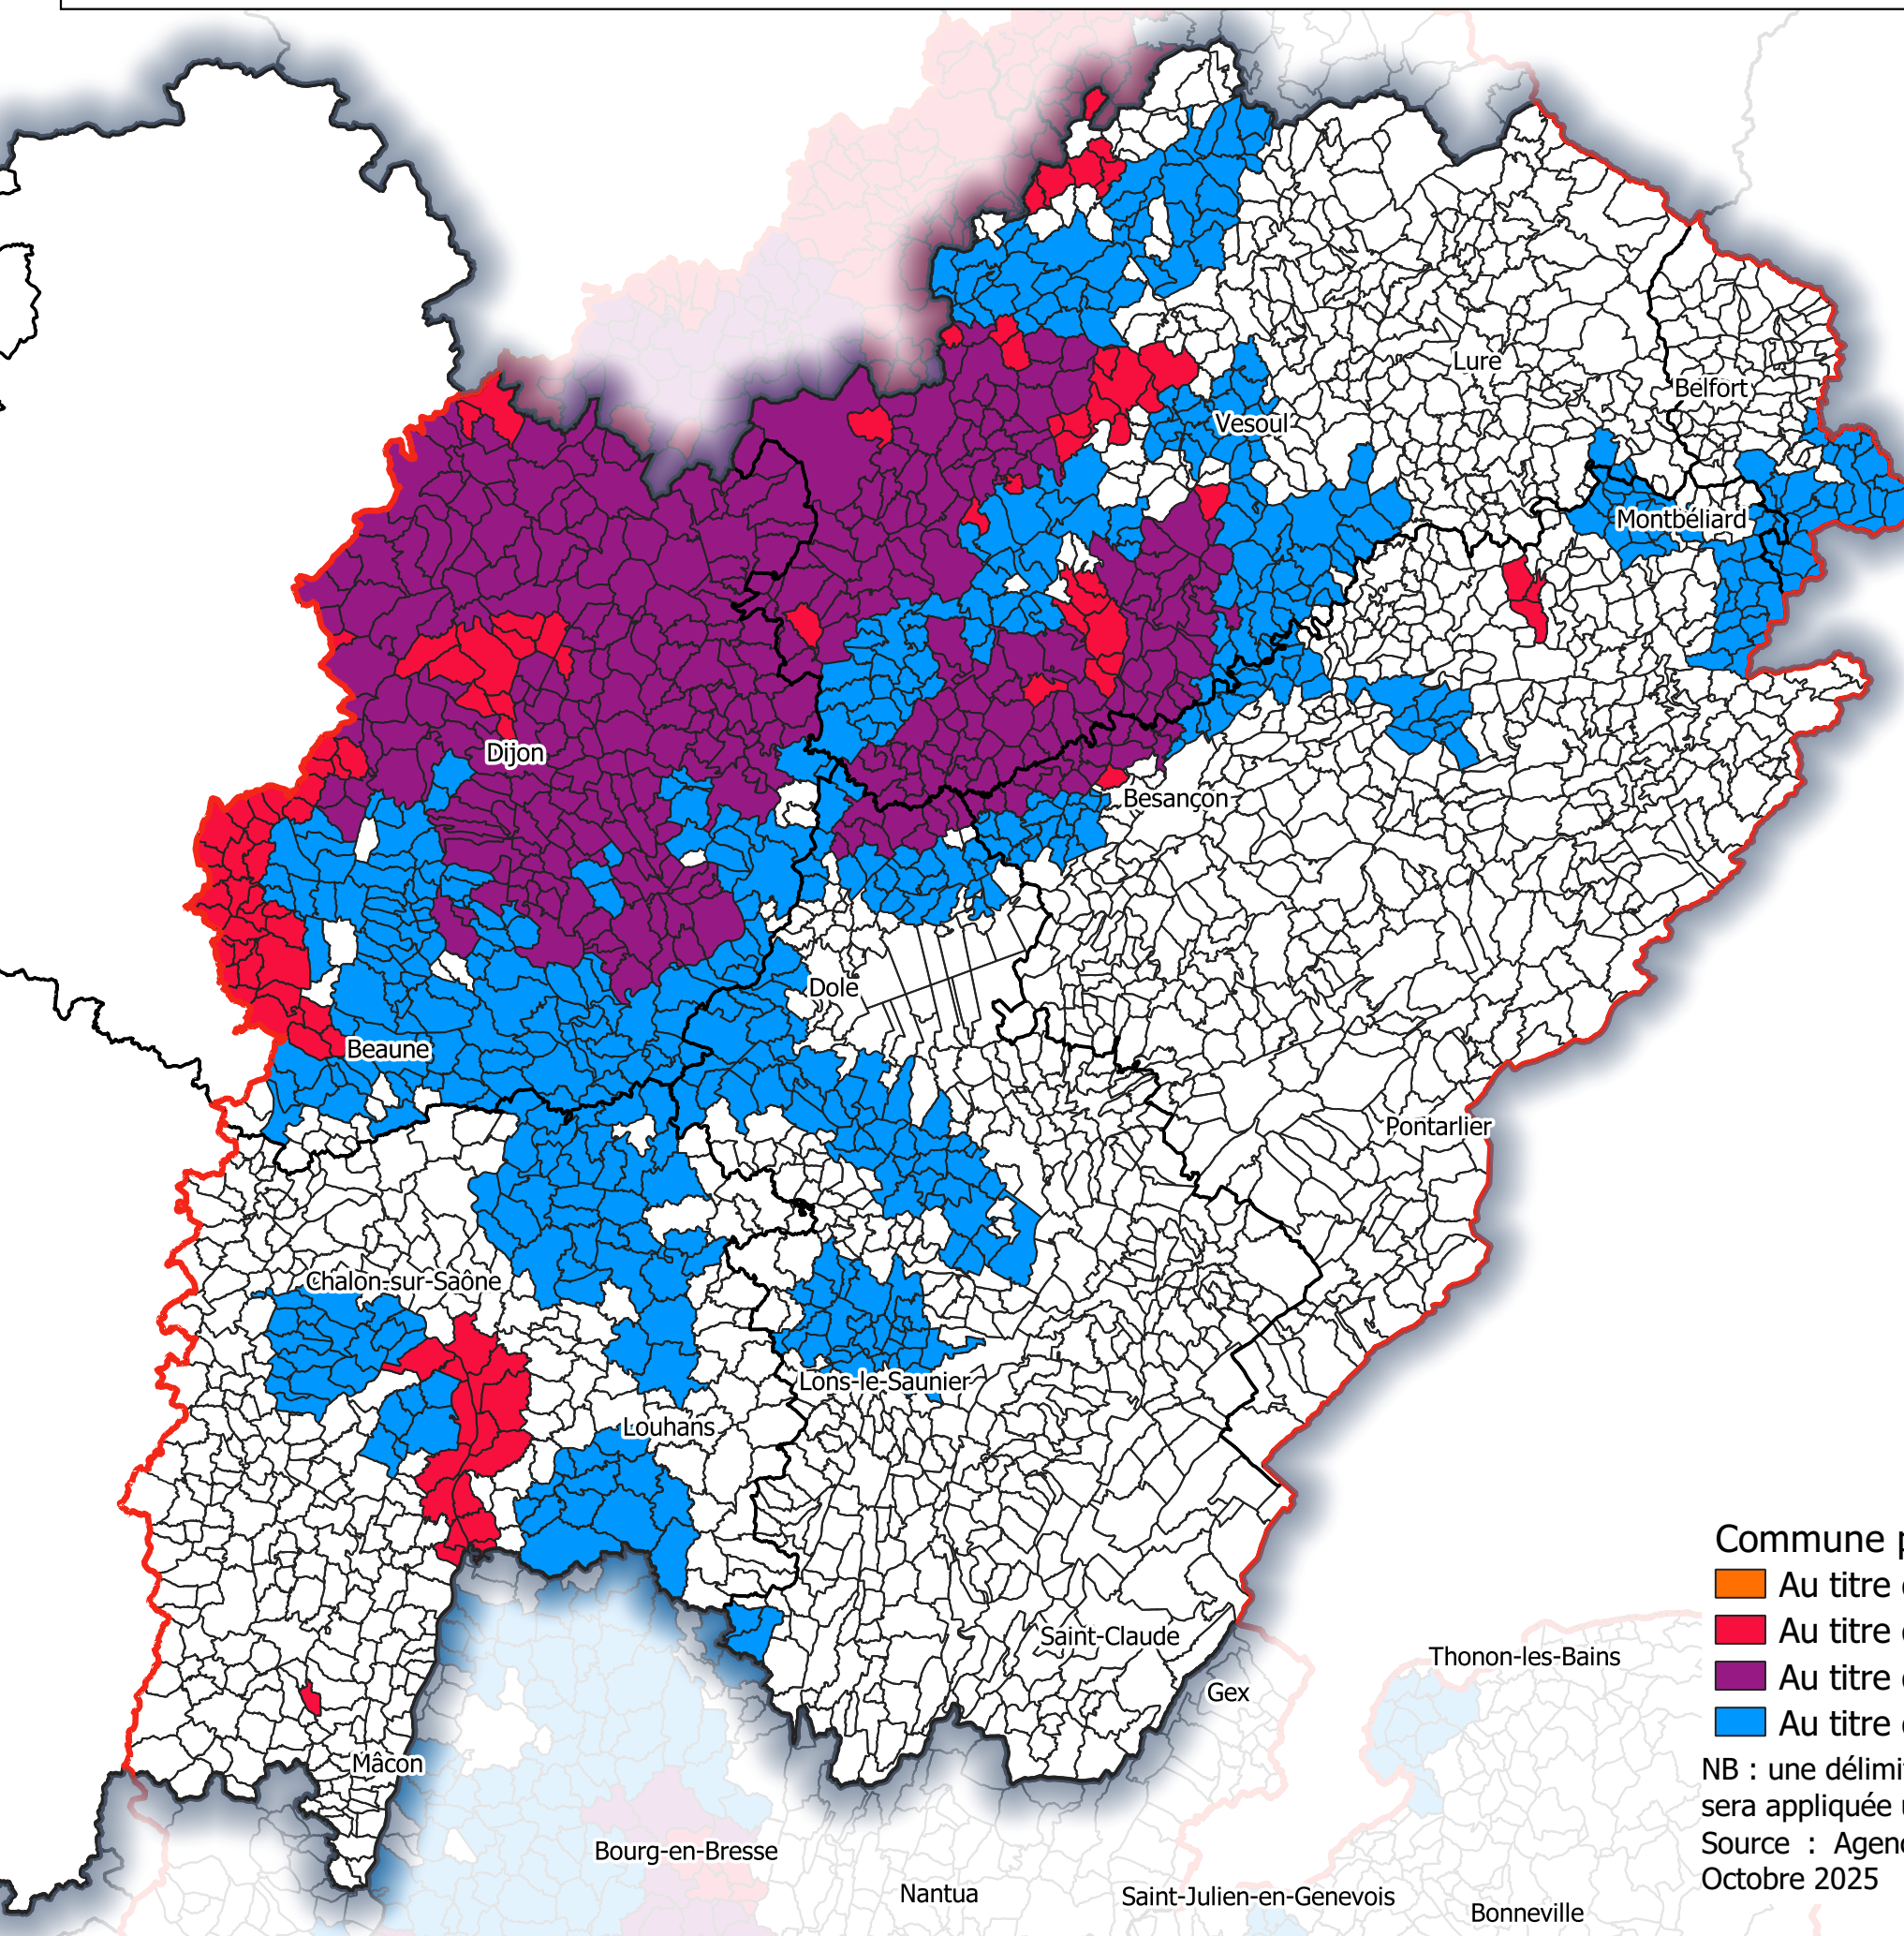 Lure
Belfort
Vesoul
Montbéliard
Dijon
Besançon
Dole
Beaune
Pontarlier
Chalon-sur-Saône
Lons-le-Saunier
Louhans
Commune
Au titre
Au titre
Au titre
Au titre
Saint-Claude
Thonon-les-Bains
Gex
Mâcon
NB : une
sera appliquée
Source :
Octobre 2025
Bourg-en-Bresse
Nantua
Saint-Julien-en-Genevois
Bonneville